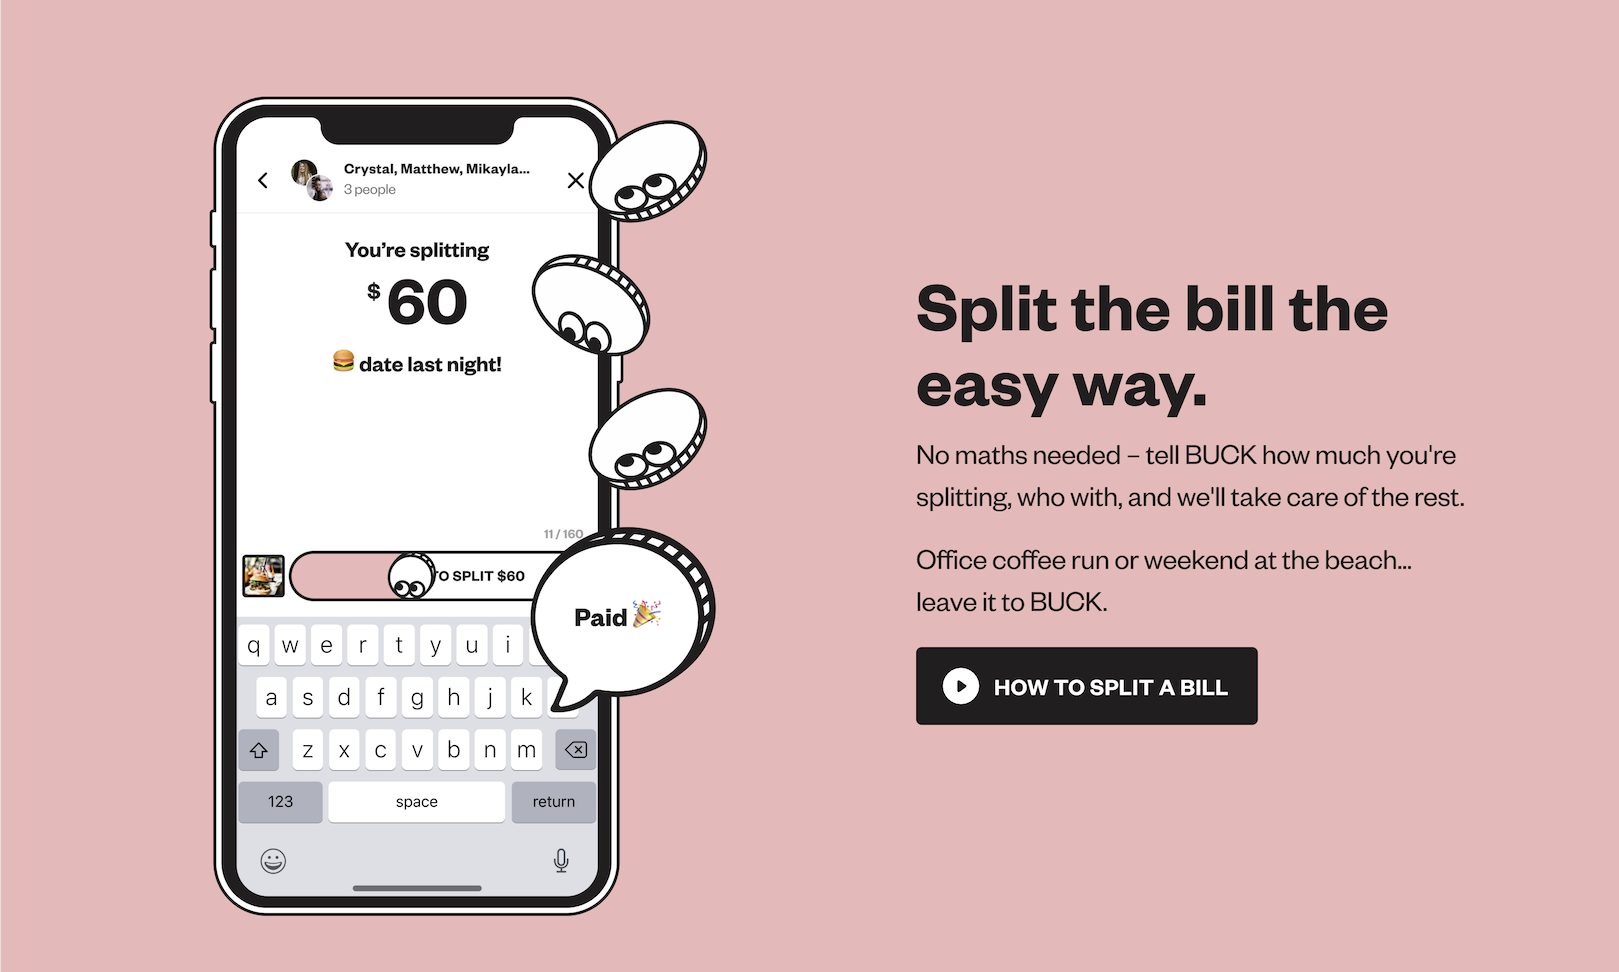 Crystal, Matthew, Mikayla...
3 people
You're splitting
$60
🍔 date last night!
11 / 160
TO SPLIT $60
Paid 🎉
q w e r t y u i
a s d f g h j k
z x c v b n m
123 space return
Split the bill the
easy way.
No maths needed – tell BUCK how much you're
splitting, who with, and we'll take care of the rest.
Office coffee run or weekend at the beach...
leave it to BUCK.
HOW TO SPLIT A BILL